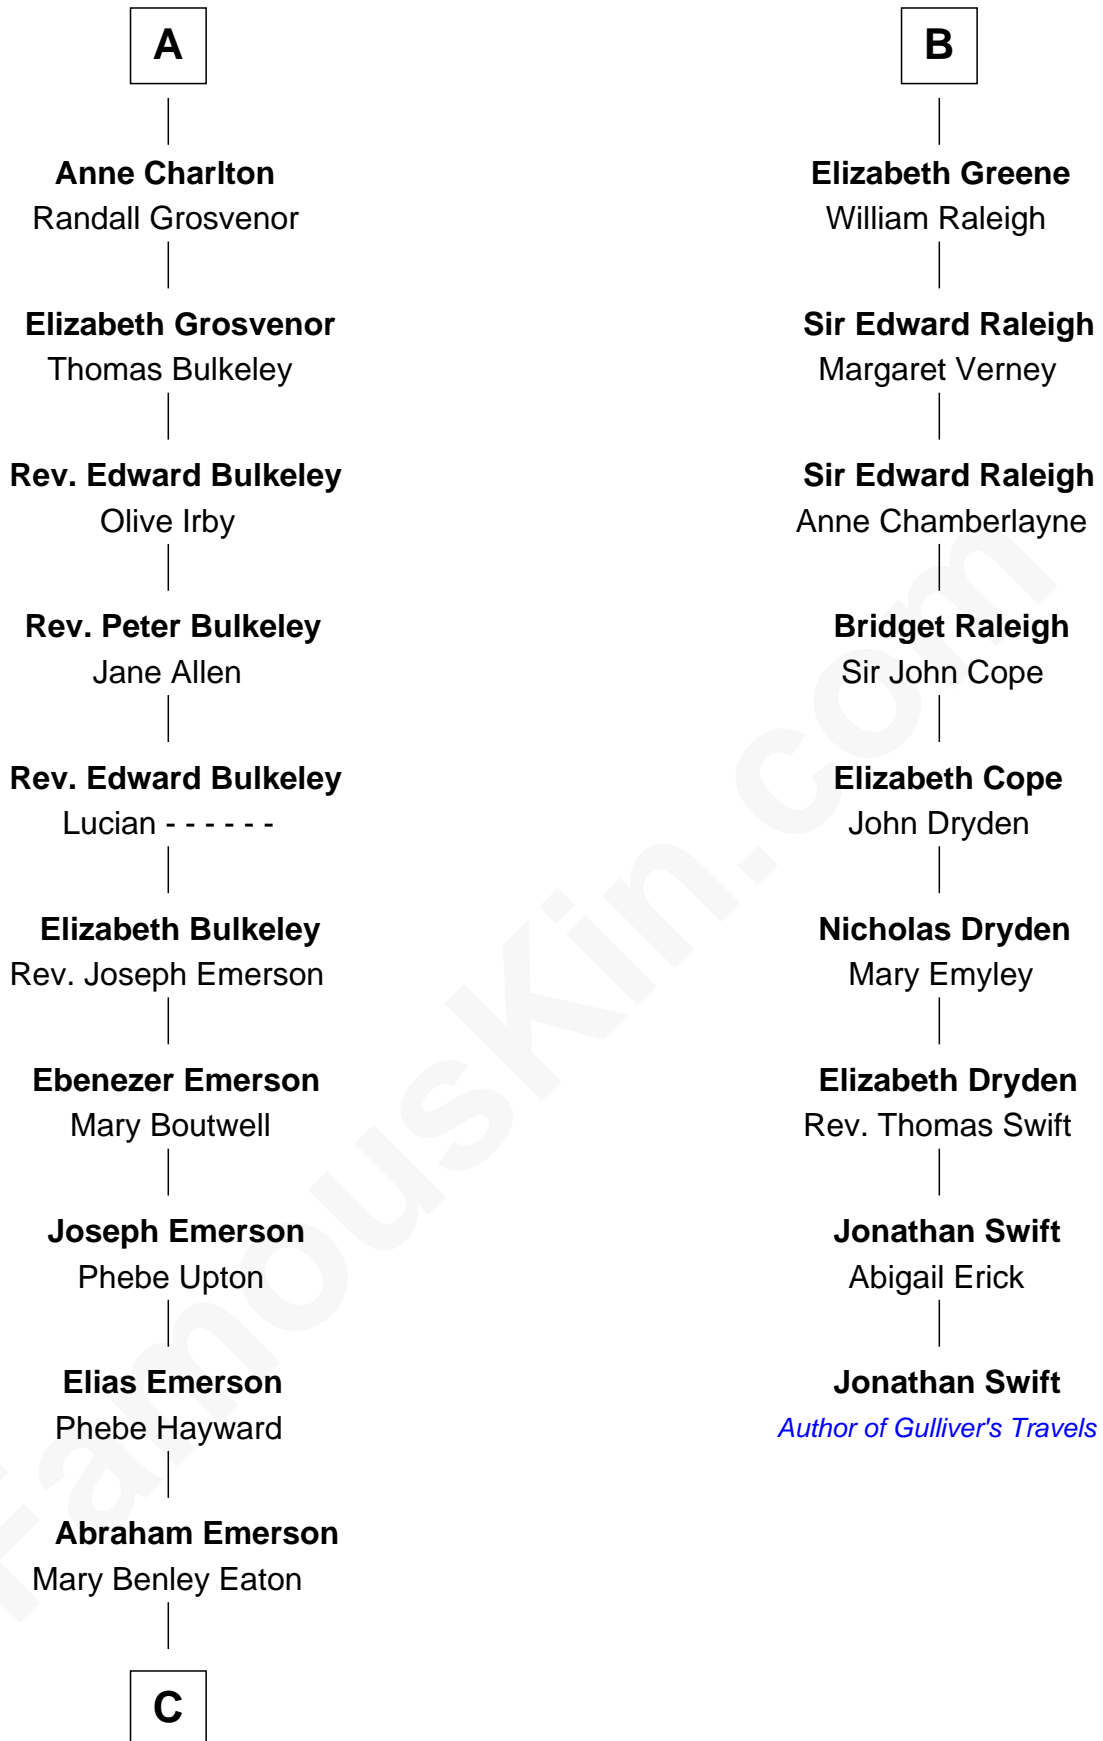 A
Anne Charlton
Randall Grosvenor
Elizabeth Grosvenor
Thomas Bulkeley
Rev. Edward Bulkeley
Olive Irby
Rev. Peter Bulkeley
Jane Allen
Rev. Edward Bulkeley
Lucian - - - - - -
Elizabeth Bulkeley
Rev. Joseph Emerson
Ebenezer Emerson
Mary Boutwell
Joseph Emerson
Phebe Upton
Elias Emerson
Phebe Hayward
Abraham Emerson
Mary Benley Eaton
C
B
Elizabeth Greene
William Raleigh
Sir Edward Raleigh
Margaret Verney
Sir Edward Raleigh
Anne Chamberlayne
Bridget Raleigh
Sir John Cope
Elizabeth Cope
John Dryden
Nicholas Dryden
Mary Emyley
Elizabeth Dryden
Rev. Thomas Swift
Jonathan Swift
Abigail Erick
Jonathan Swift
Author of Gulliver's Travels
FamousKin.com